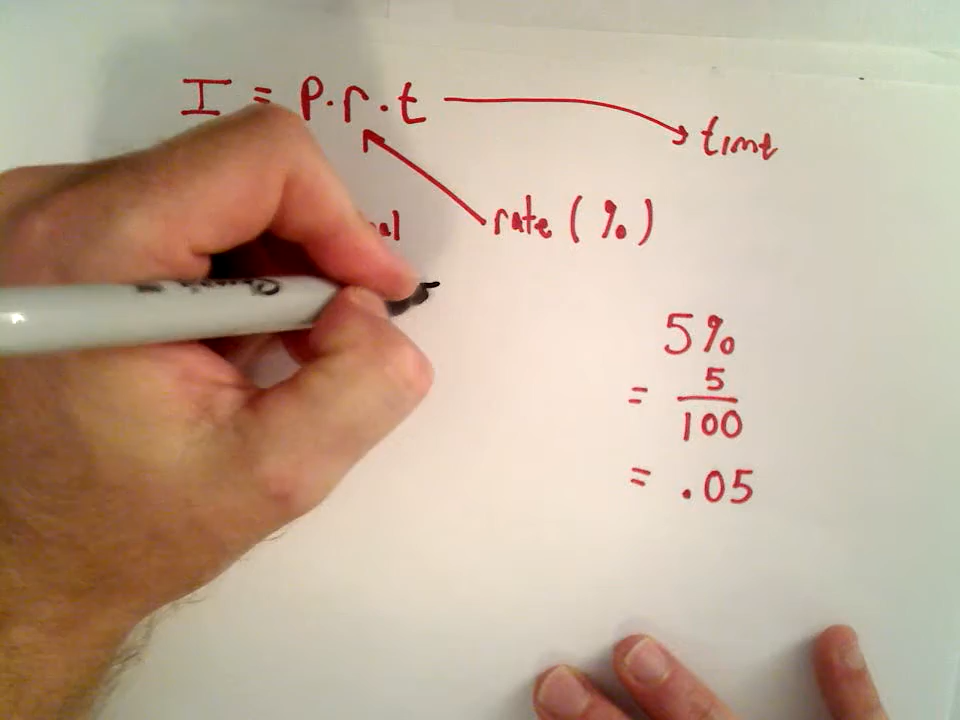 I = P.r.t
time
rate (%)
5%
= 5
100
= .05